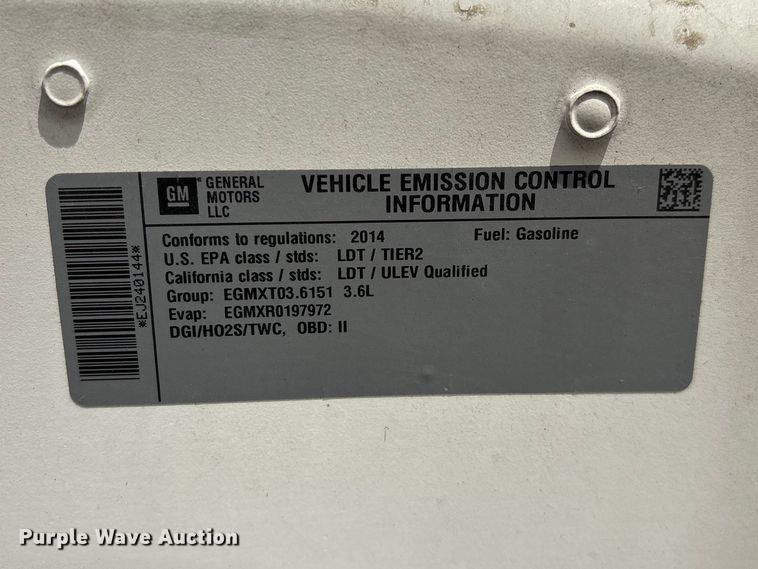 *EJ240144*
GM
GENERAL
MOTORS
LLC
VEHICLE EMISSION CONTROL
INFORMATION
Conforms to regulations: 2014 Fuel: Gasoline
U.S. EPA class / stds: LDT / TIER2
California class / stds: LDT / ULEV Qualified
Group: EGMXT03.6151 3.6L
Evap: EGMXR0197972
DGI/HO2S/TWC, OBD: II
Purple Wave Auction